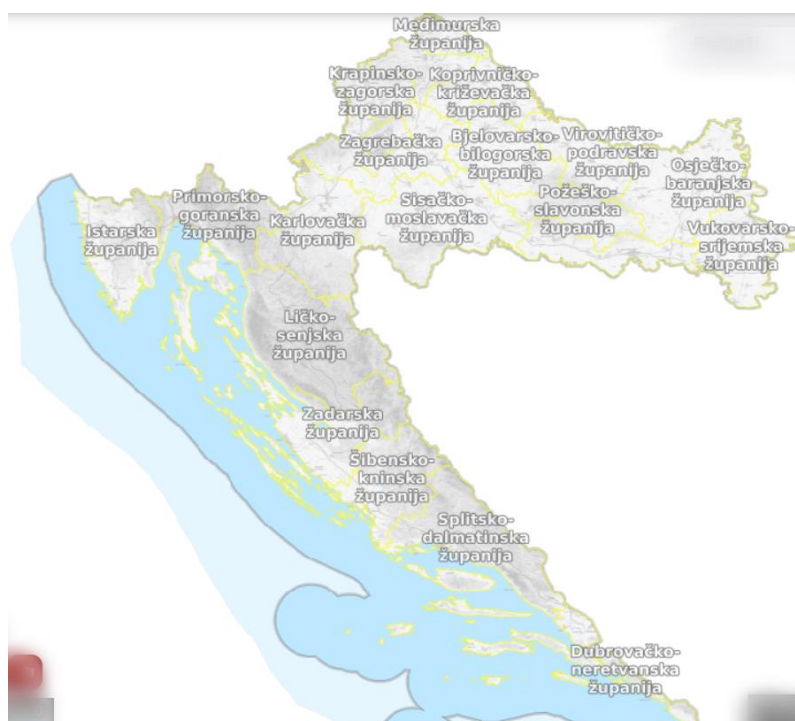 Međimurska
županija
Krapinsko-
zagorska
županija
Koprivničko-
križevačka
županija
Zagrebačka
županija
Bjelovarsko-
bilogorska
županija
Virovitičko-
podravska
županija
Osječko-
baranjska
županija
Istarska
županija
Primorsko-
goranska
županija
Karlovačka
županija
Sisačko-
moslavačka
županija
Požeško-
slavonska
županija
Vukovarsko-
srijemska
županija
Ličko-
senjska
županija
Zadarska
županija
Šibensko-
kninska
županija
Splitsko-
dalmatinska
županija
Dubrovačko-
neretvanska
županija